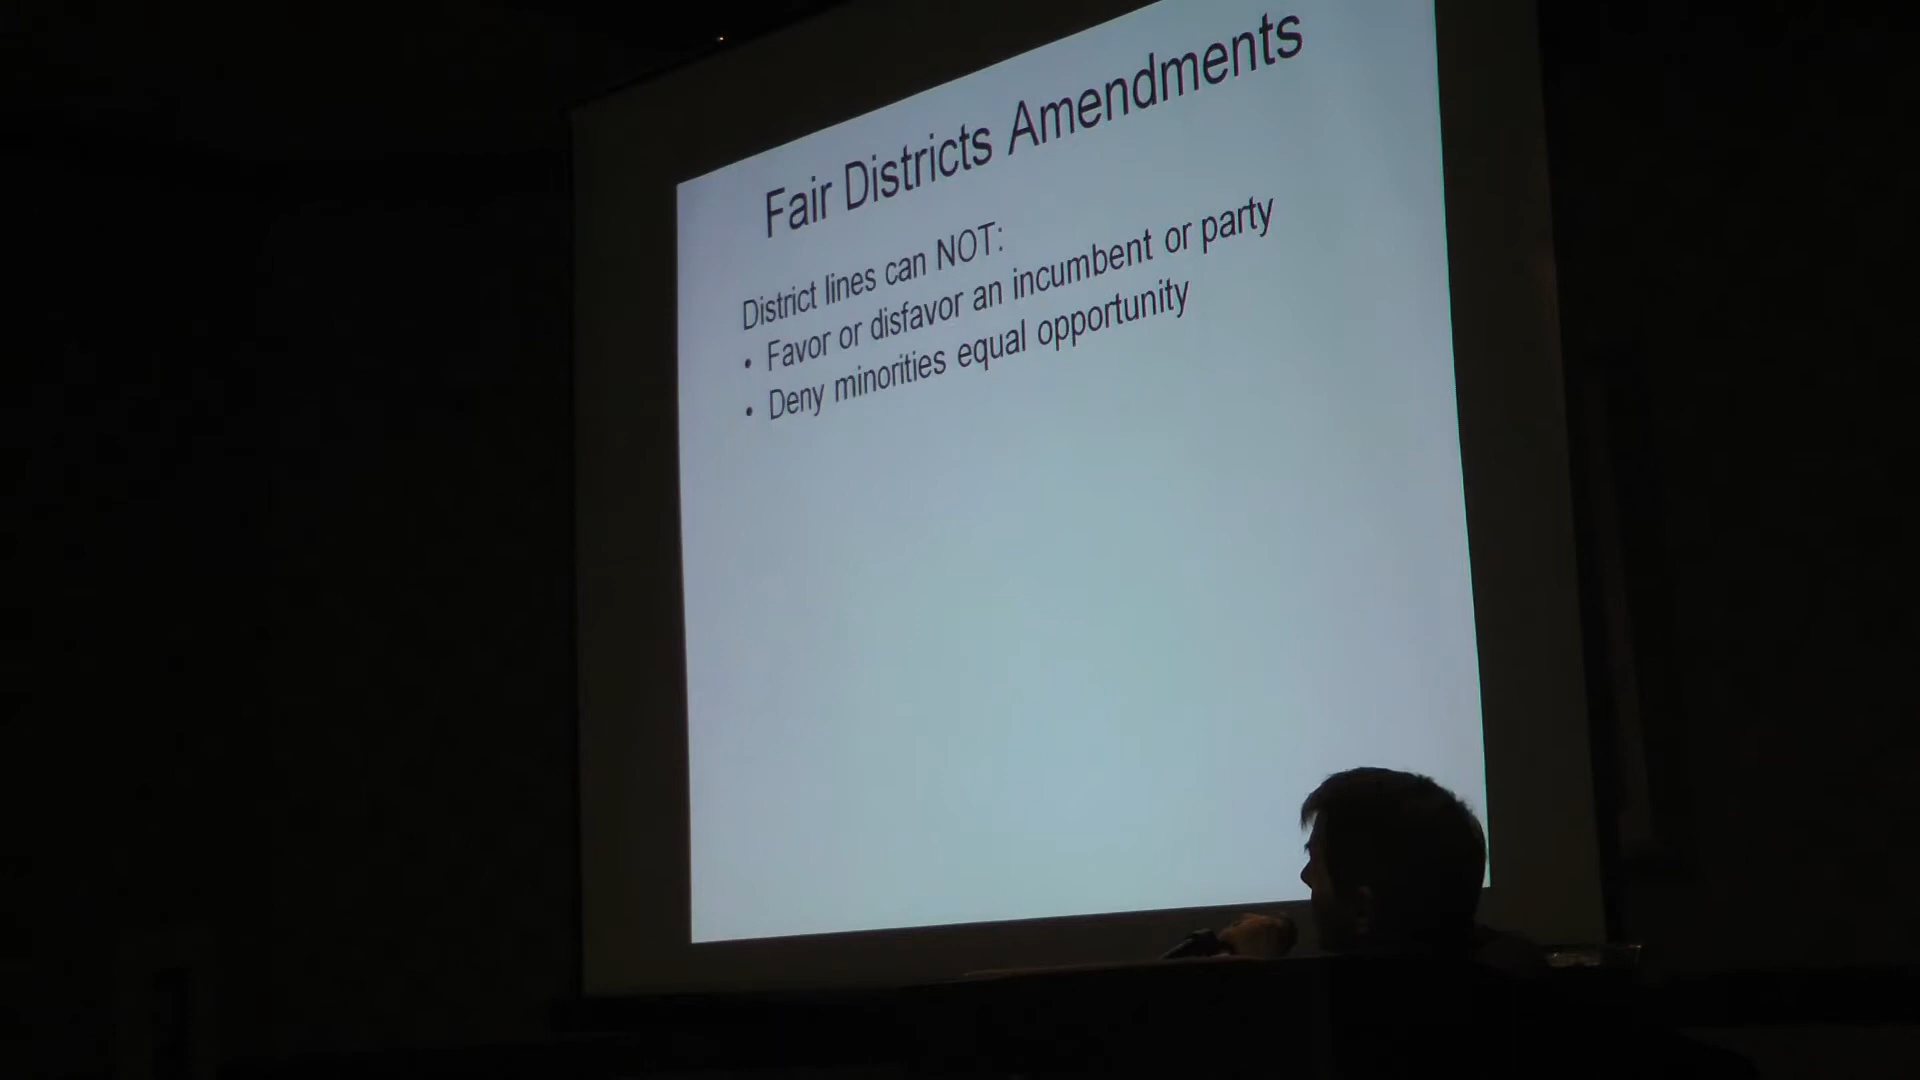 Fair Districts Amendments
District lines can NOT:
• Favor or disfavor an incumbent or party
• Deny minorities equal opportunity